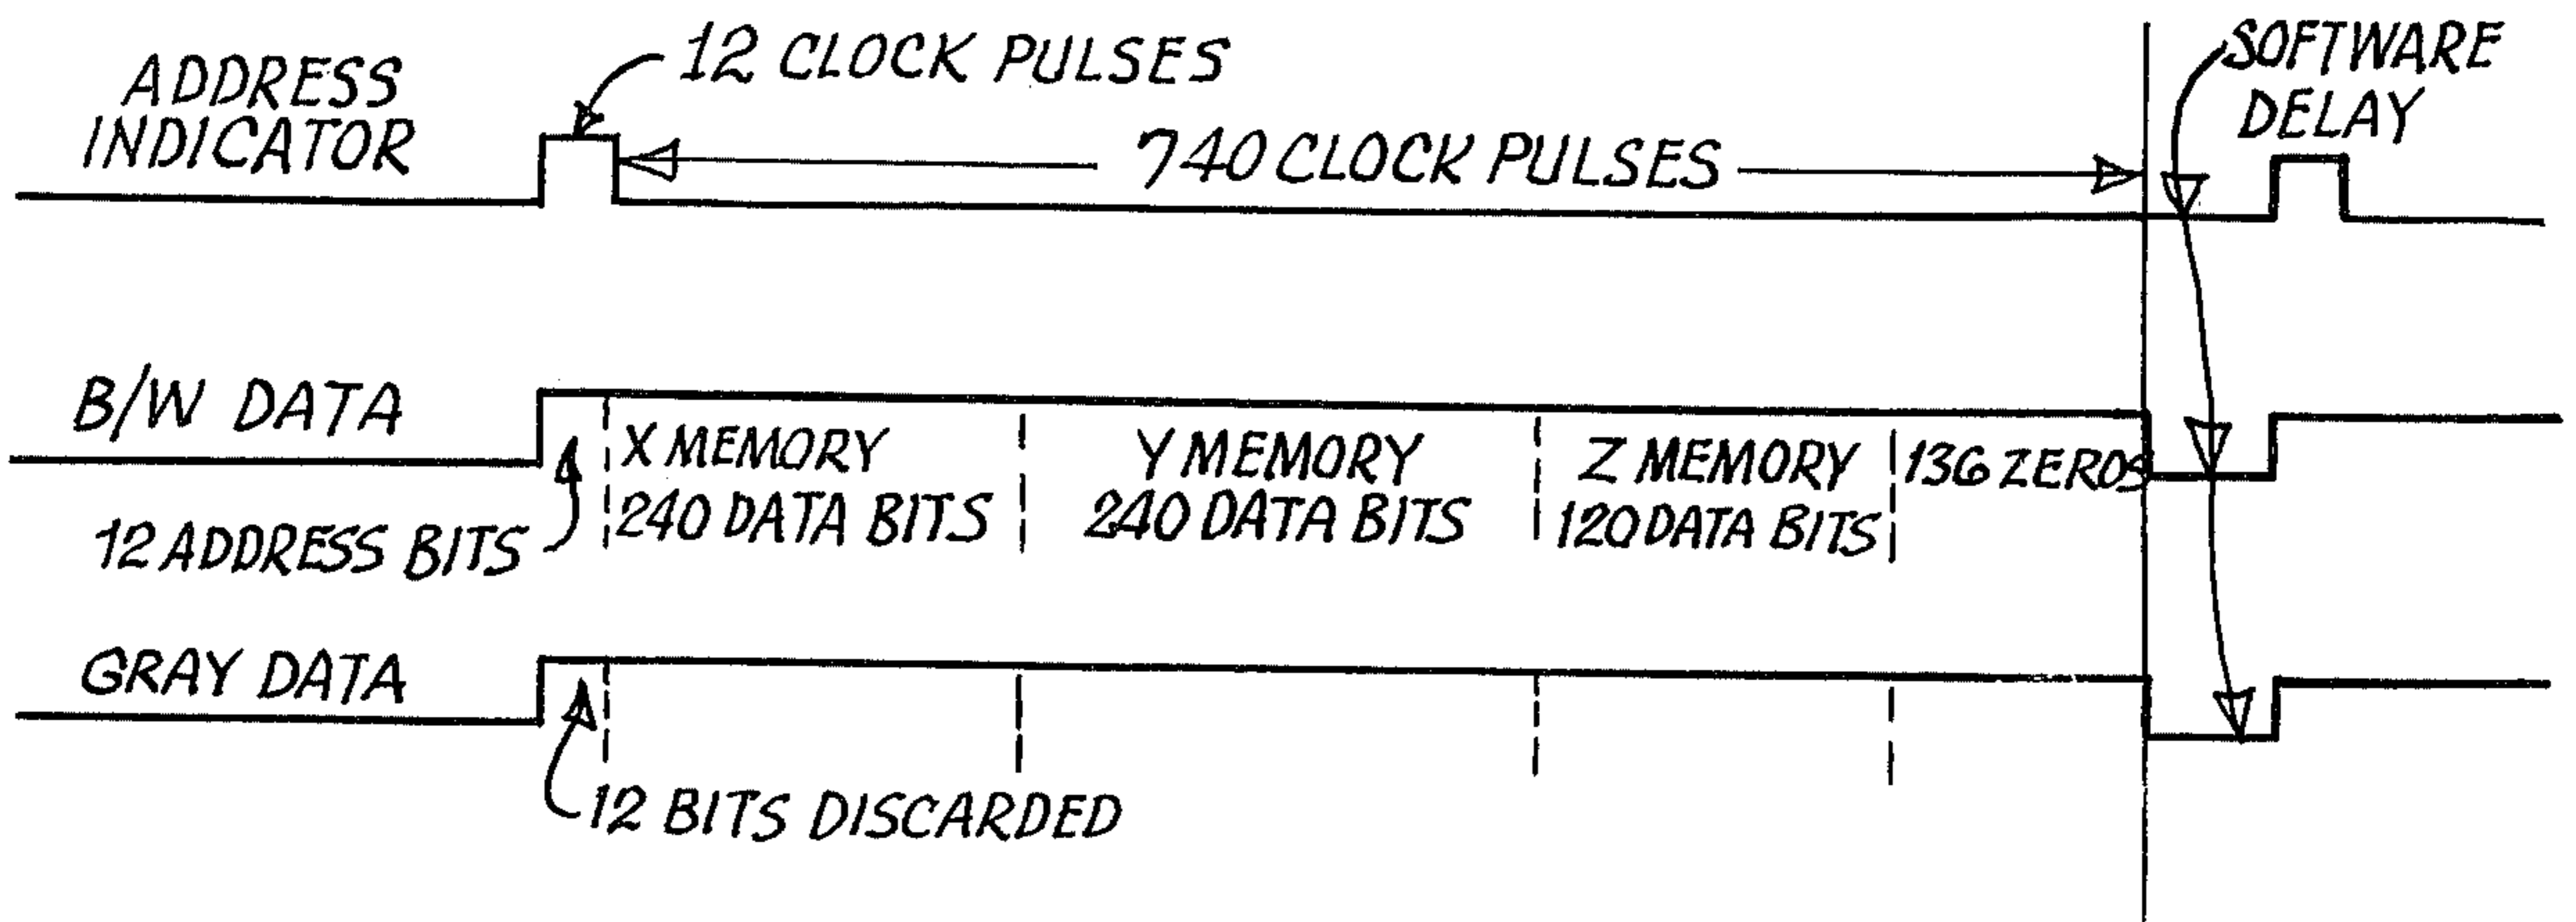 ADDRESS
INDICATOR
12 CLOCK PULSES
740 CLOCK PULSES
SOFTWARE
DELAY
B/W DATA
12 ADDRESS BITS
X MEMORY
240 DATA BITS
Y MEMORY
240 DATA BITS
Z MEMORY
120 DATA BITS
136 ZEROS
GRAY DATA
12 BITS DISCARDED